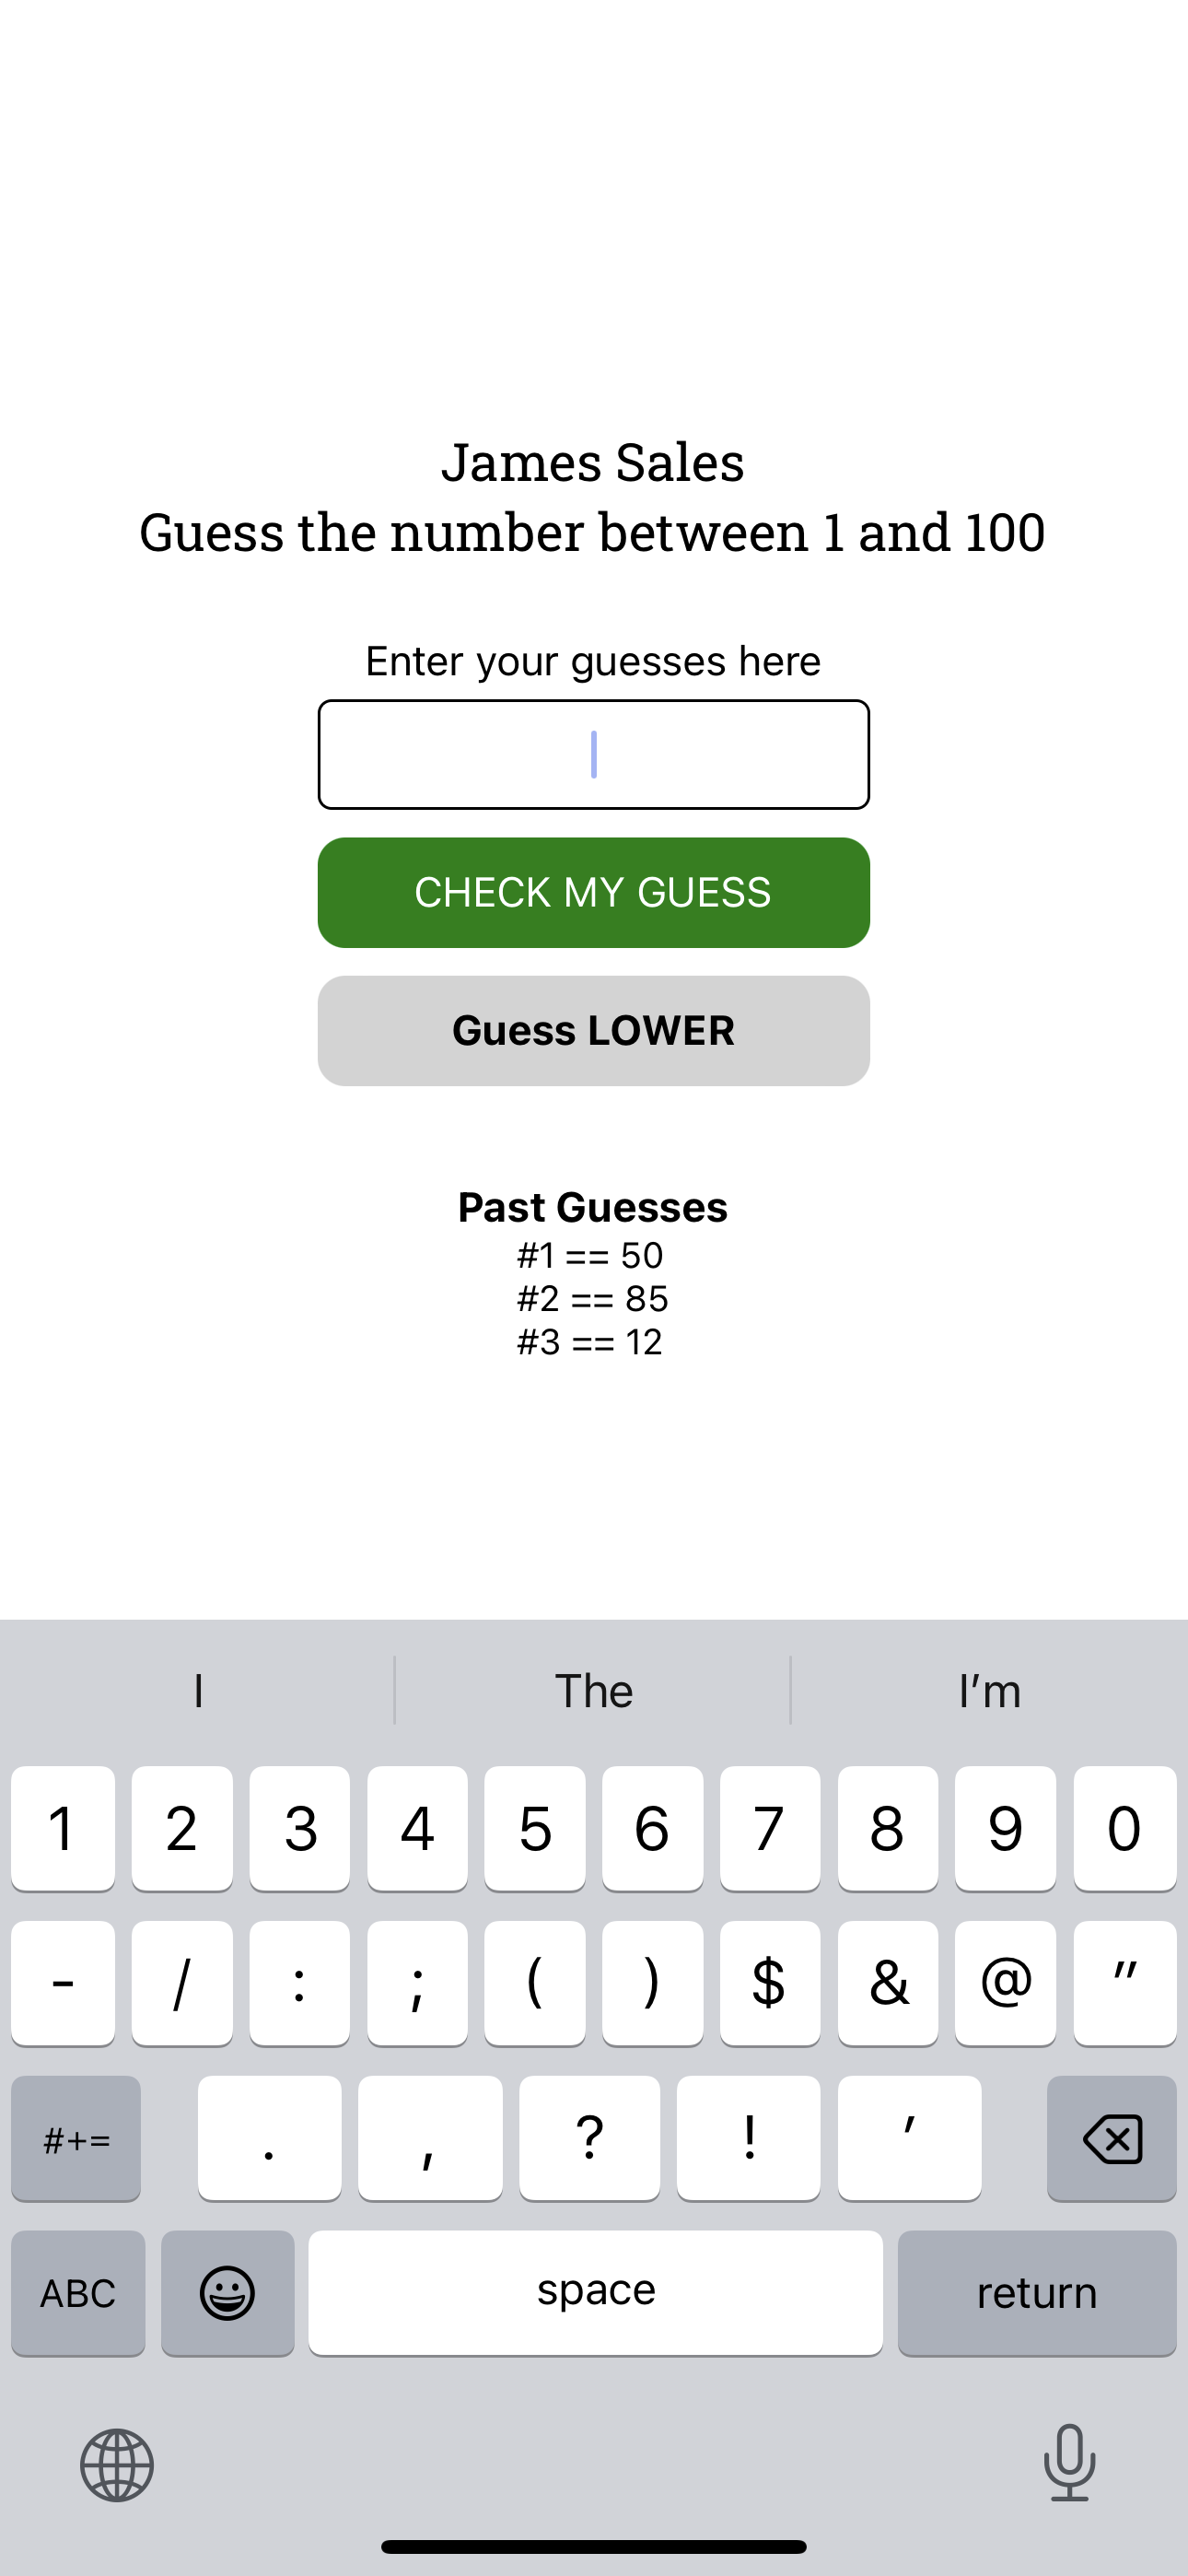 James Sales
Guess the number between 1 and 100
Enter your guesses here
CHECK MY GUESS
Guess LOWER
Past Guesses
#1 == 50
#2 == 85
#3 == 12
I The I’m
1 2 3 4 5 6 7 8 9 0
- / : ; ( ) $ & @ "
#+= . , ? ! ’
ABC space return